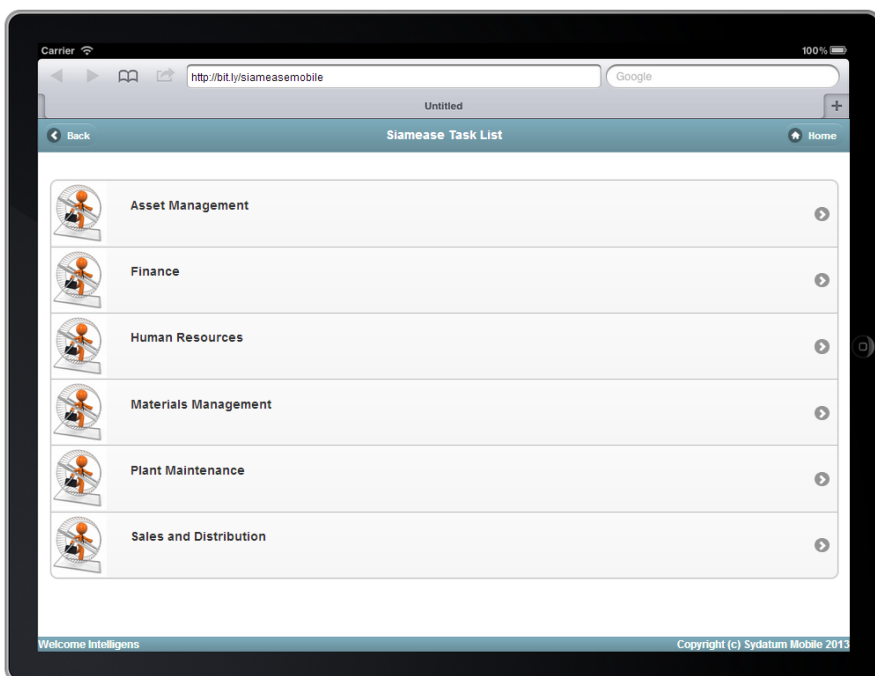 Carrier 100%
http://bit.ly/siameasemobile Google
Untitled
Back Siamease Task List Home
Asset Management
Finance
Human Resources
Materials Management
Plant Maintenance
Sales and Distribution
Welcome Intelligens Copyright (c) Sydatum Mobile 2013